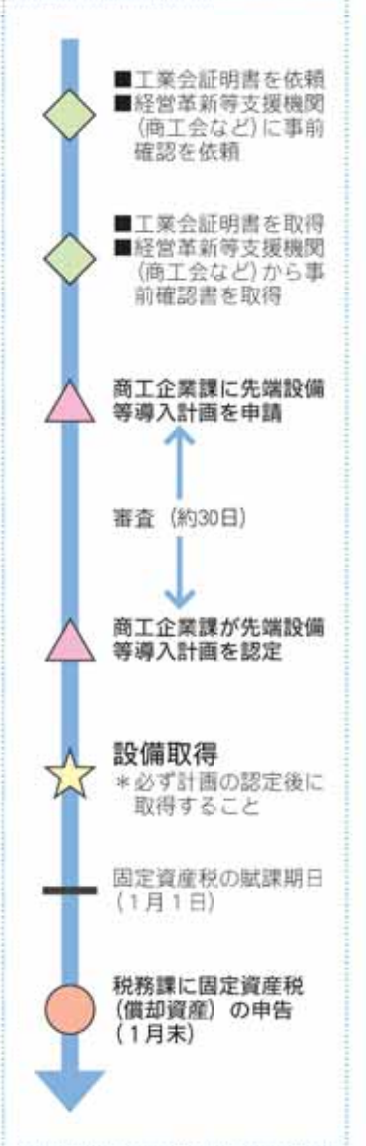 ■工業会証明書を依頼
■経営革新等支援機関
(商工会など)に事前
確認を依頼
■工業会証明書を取得
■経営革新等支援機関
(商工会など)から事
前確認書を取得
商工企業課に先端設備
等導入計画を申請
審査 (約30日)
商工企業課が先端設備
等導入計画を認定
設備取得
*必ず計画の認定後に
取得すること
固定資産税の賦課期日
(1月1日)
税務課に固定資産税
(償却資産)の申告
(1月末)